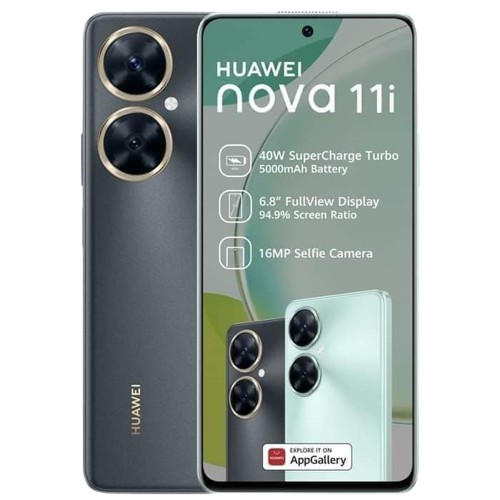 HUAWEI
nova 11i
40W SuperCharge Turbo
5000mAh Battery
6.8” FullView Display
94.9% Screen Ratio
16MP Selfie Camera
HUAWEI
EXPLORE IT ON
AppGallery